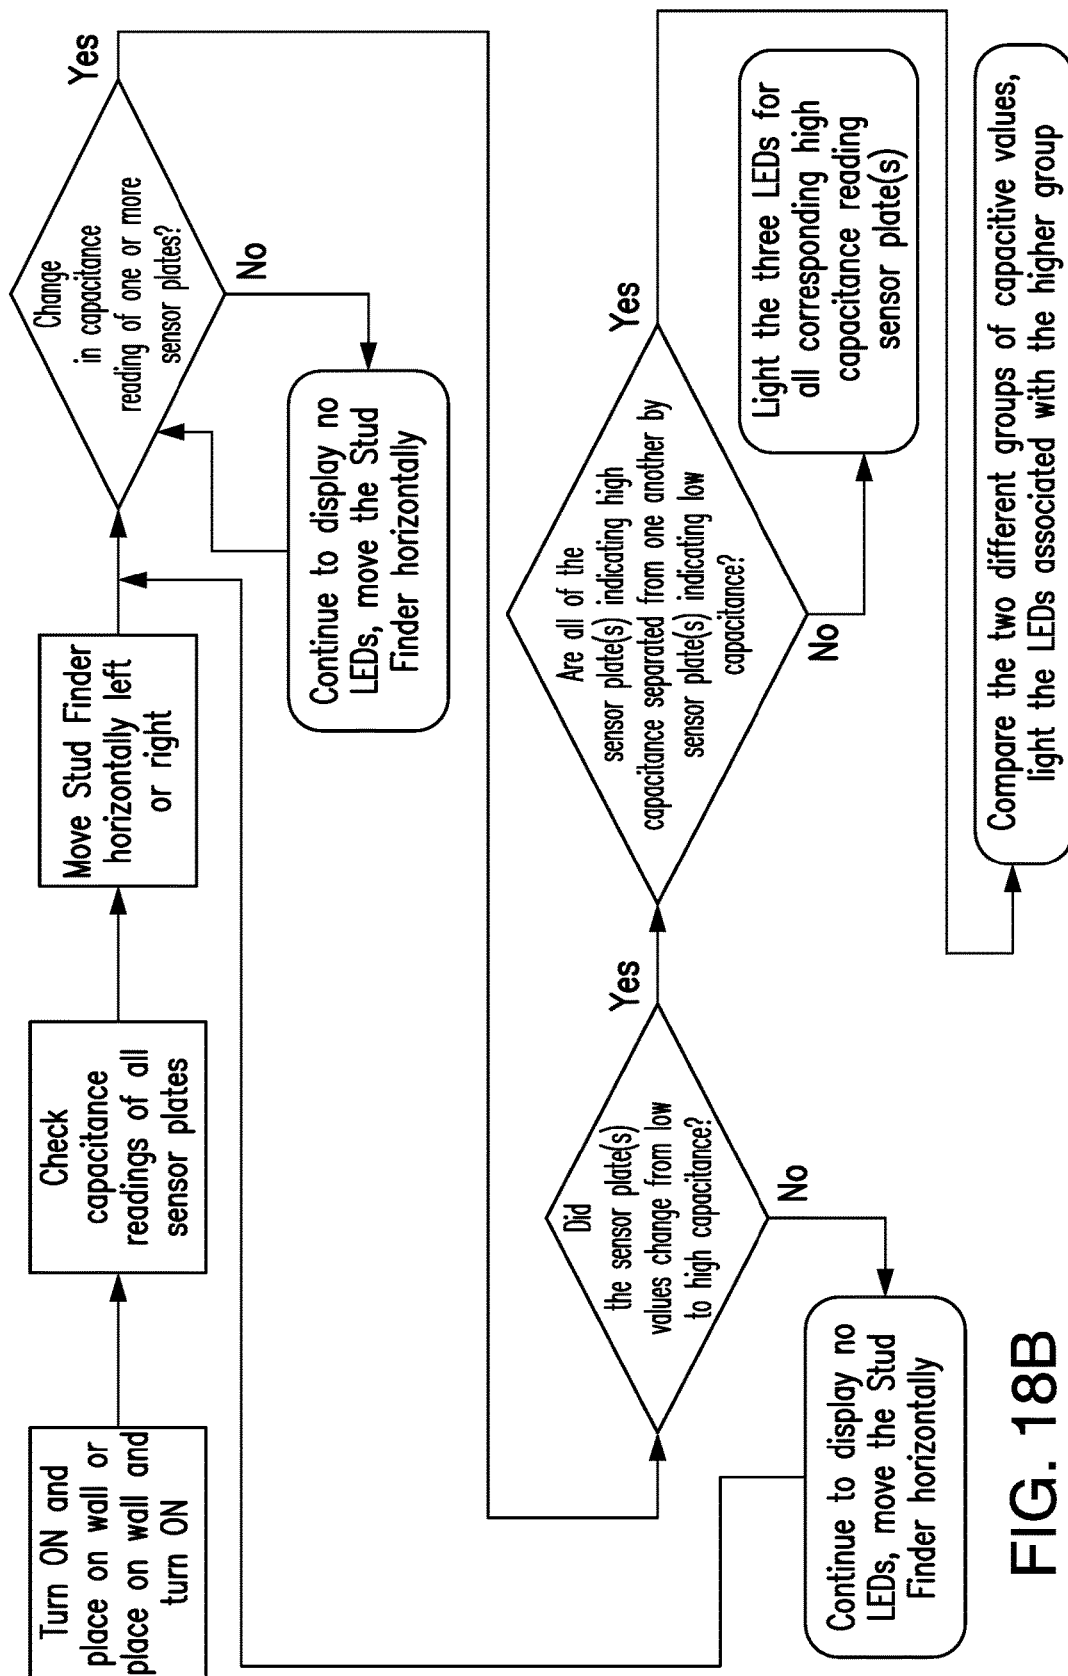 Turn ON and
place on wall or
place on wall and
turn ON
Check
capacitance
readings of all
sensor plates
Move Stud Finder
horizontally left
or right
Change
in capacitance
reading of one or more
sensor plates?
Yes
No
Continue to display no
LEDs, move the Stud
Finder horizontally
Did
the sensor plate(s)
values change from low
to high capacitance?
Yes
No
Continue to display no
LEDs, move the Stud
Finder horizontally
Are all of the
sensor plate(s) indicating high
capacitance separated from one another by
sensor plate(s) indicating low
capacitance?
Yes
No
Light the three LEDs for
all corresponding high
capacitance reading
sensor plate(s)
Compare the two different groups of capacitive values,
light the LEDs associated with the higher group
FIG. 18B